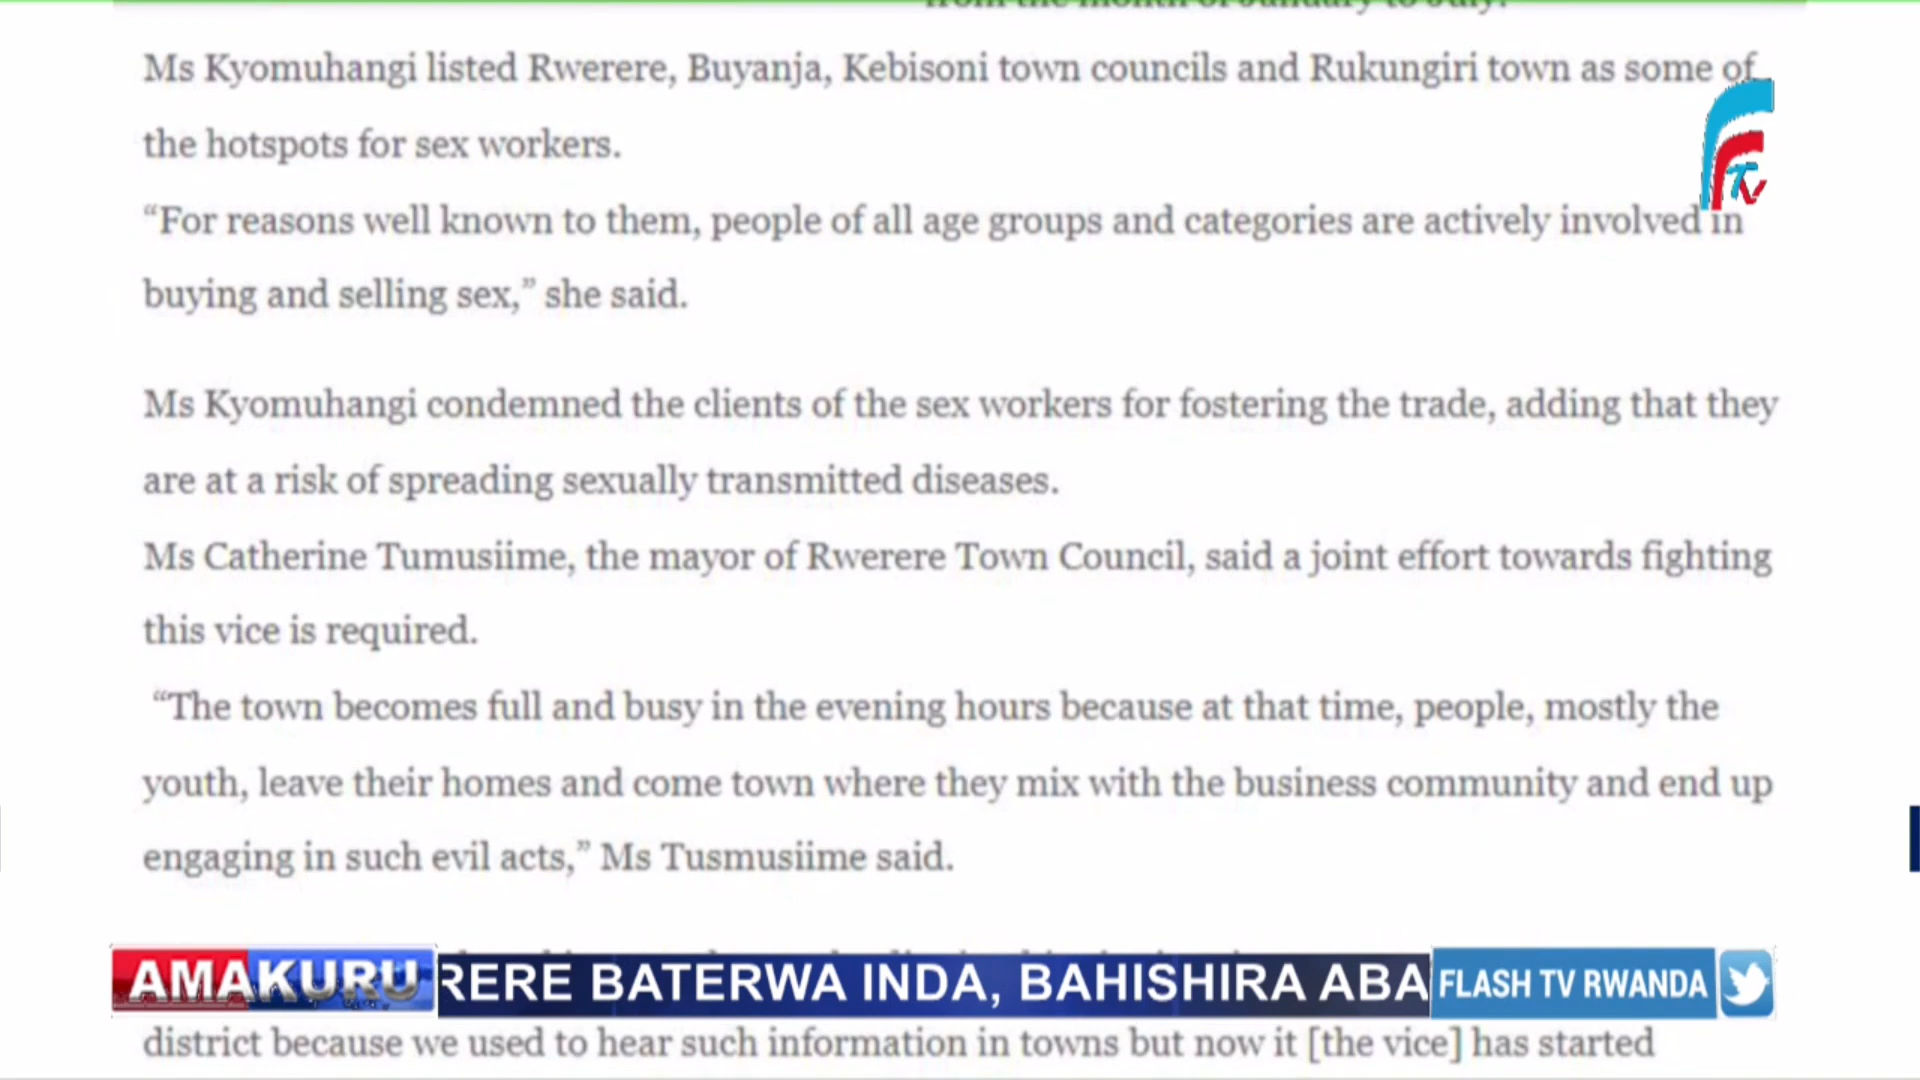 from the month of January to July.
Ms Kyomuhangi listed Rwerere, Buyanja, Kebisoni town councils and Rukungiri town as some of
the hotspots for sex workers.
“For reasons well known to them, people of all age groups and categories are actively involved in
buying and selling sex,” she said.
Ms Kyomuhangi condemned the clients of the sex workers for fostering the trade, adding that they
are at a risk of spreading sexually transmitted diseases.
Ms Catherine Tumusiime, the mayor of Rwerere Town Council, said a joint effort towards fighting
this vice is required.
“The town becomes full and busy in the evening hours because at that time, people, mostly the
youth, leave their homes and come town where they mix with the business community and end up
engaging in such evil acts,” Ms Tusmusiime said.
AMAKURU RERE BATERWA INDA, BAHISHIRA ABA FLASH TV RWANDA
district because we used to hear such information in towns but now it [the vice] has started
TV